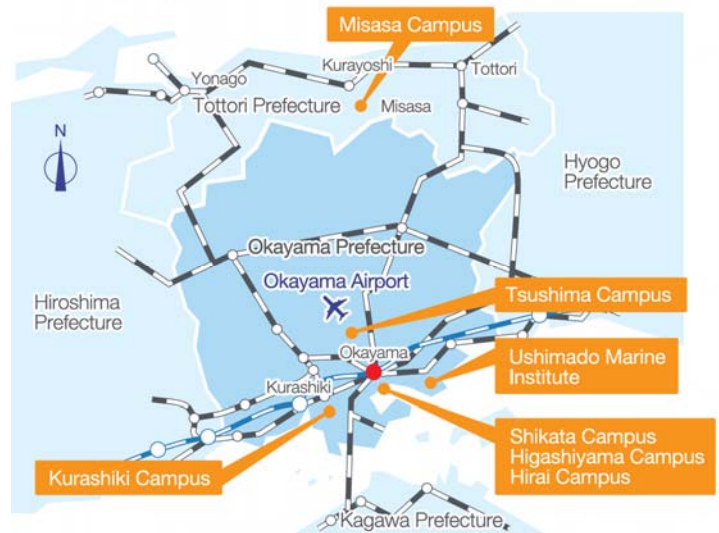 Misasa Campus
Kurayoshi
Tottori
Yonago
Tottori Prefecture
Misasa
N
Hyogo
Prefecture
Okayama Prefecture
Okayama Airport
Hiroshima
Prefecture
Tsushima Campus
Okayama
Ushimado Marine
Institute
Kurashiki
Shikata Campus
Higashiyama Campus
Hirai Campus
Kurashiki Campus
Kagawa Prefecture